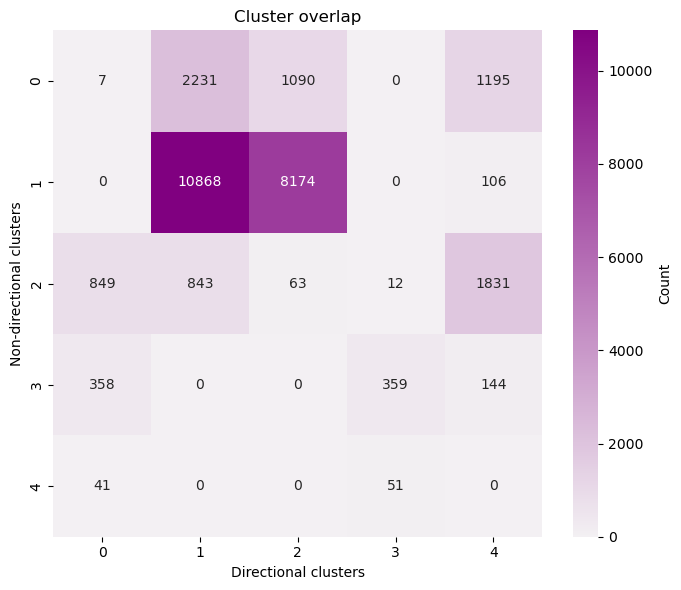 Cluster overlap
0 7 2231 1090 0 1195
1 0 10868 8174 0 106
2 849 843 63 12 1831
3 358 0 0 359 144
4 41 0 0 51 0
0 1 2 3 4
Directional clusters
Non-directional clusters
10000
8000
6000
4000
2000
0
Count